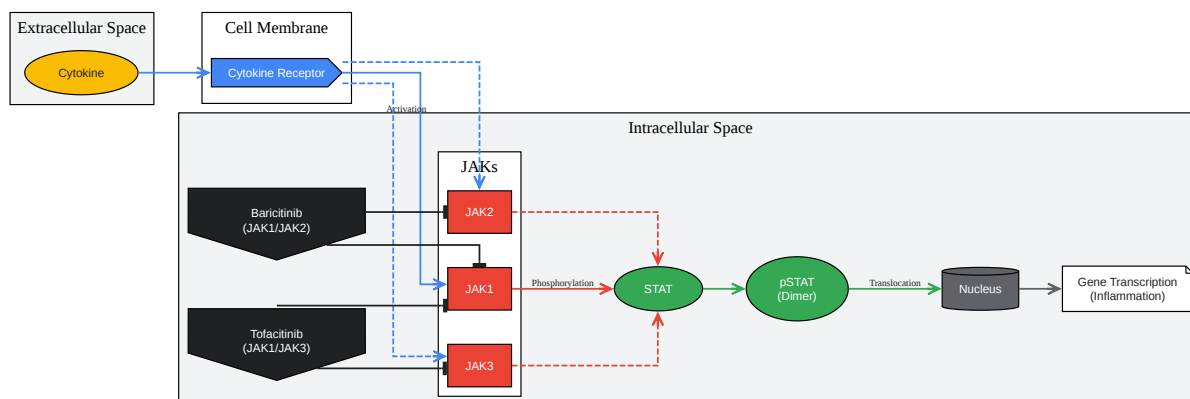 Extracellular Space
Cytokine
Cell Membrane
Cytokine Receptor
Activation
Intracellular Space
JAKs
Baricitinib
(JAK1/JAK2)
JAK2
JAK1
Phosphorylation
STAT
pSTAT
(Dimer)
Translocation
Nucleus
Gene Transcription
(Inflammation)
Tofacitinib
(JAK1/JAK3)
JAK3